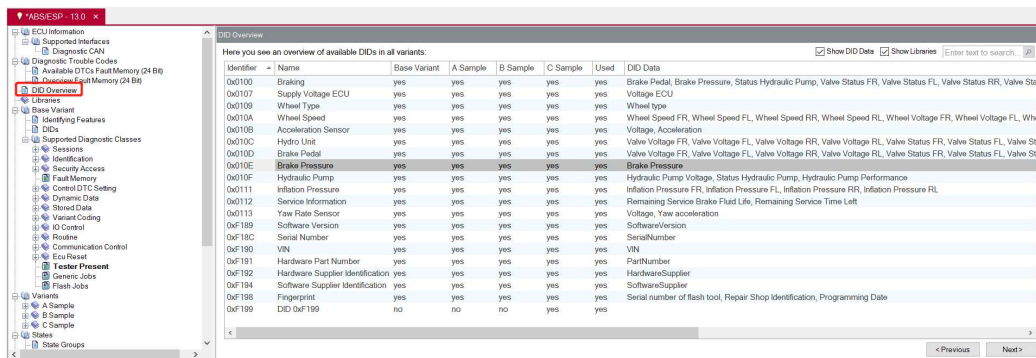 *ABS/ESP - 13.0 ×
ECU Information
Supported Interfaces
Diagnostic CAN
Diagnostic Trouble Codes
Available DTCs Fault Memory (24 Bit)
Overview Fault Memory (24 Bit)
DID Overview
Libraries
Base Variant
Identifying Features
DIDs
Supported Diagnostic Classes
Sessions
Identification
Security Access
Fault Memory
Control DTC Setting
Dynamic Data
Stored Data
Variant Coding
IO Control
Routine
Communication Control
Ecu Reset
Tester Present
Generic Jobs
Flash Jobs
Variants
A Sample
B Sample
C Sample
States
State Groups
DID Overview
Here you see an overview of available DIDs in all variants: Show DID Data Show Libraries Enter text to search...
Identifier Name Base Variant A Sample B Sample C Sample Used DID Data
0x0100 Braking yes yes yes yes yes Brake Pedal, Brake Pressure, Status Hydraulic Pump, Valve Status FR, Valve Status FL, Valve Status RR, Valve Sta
0x0107 Supply Voltage ECU yes yes yes yes yes Voltage ECU
0x0109 Wheel Type yes yes yes yes yes Wheel type
0x010A Wheel Speed yes yes yes yes yes Wheel Speed FR, Wheel Speed FL, Wheel Speed RR, Wheel Speed RL, Wheel Voltage FR, Wheel Voltage FL, Whe
0x010B Acceleration Sensor yes yes yes yes yes Voltage, Acceleration
0x010C Hydro Unit yes yes yes yes yes Valve Voltage FR, Valve Voltage FL, Valve Voltage RR, Valve Voltage RL, Valve Status FR, Valve Status FL, Valve St
0x010D Brake Pedal yes yes yes yes yes Valve Voltage FR, Valve Voltage FL, Valve Voltage RR, Valve Voltage RL, Valve Status FR, Valve Status FL, Valve St
0x010E Brake Pressure yes yes yes yes yes Brake Pressure
0x010F Hydraulic Pump yes yes yes yes yes Hydraulic Pump Voltage, Status Hydraulic Pump, Hydraulic Pump Performance
0x0111 Inflation Pressure yes yes yes yes yes Inflation Pressure FR, Inflation Pressure FL, Inflation Pressure RR, Inflation Pressure RL
0x0112 Service Information yes yes yes yes yes Remaining Service Brake Fluid Life, Remaining Service Time Left
0x0113 Yaw Rate Sensor yes yes yes yes yes Voltage, Yaw acceleration
0xF189 Software Version yes yes yes yes yes SoftwareVersion
0xF18C Serial Number yes yes yes yes yes SerialNumber
0xF190 VIN yes yes yes yes yes VIN
0xF191 Hardware Part Number yes yes yes yes yes PartNumber
0xF192 Hardware Supplier Identification yes yes yes yes yes HardwareSupplier
0xF194 Software Supplier Identification yes yes yes yes yes SoftwareSupplier
0xF198 Fingerprint yes yes yes yes yes Serial number of flash tool, Repair Shop Identification, Programming Date
0xF199 DID 0xF199 no no no yes yes
< Previous Next >